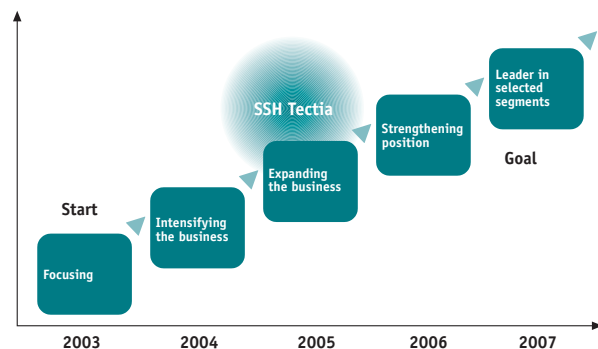 SSH Tectia
Leader in
selected
segments
Strengthening
position
Goal
Expanding
the business
Start
Intensifying
the business
Focusing
2003
2004
2005
2006
2007